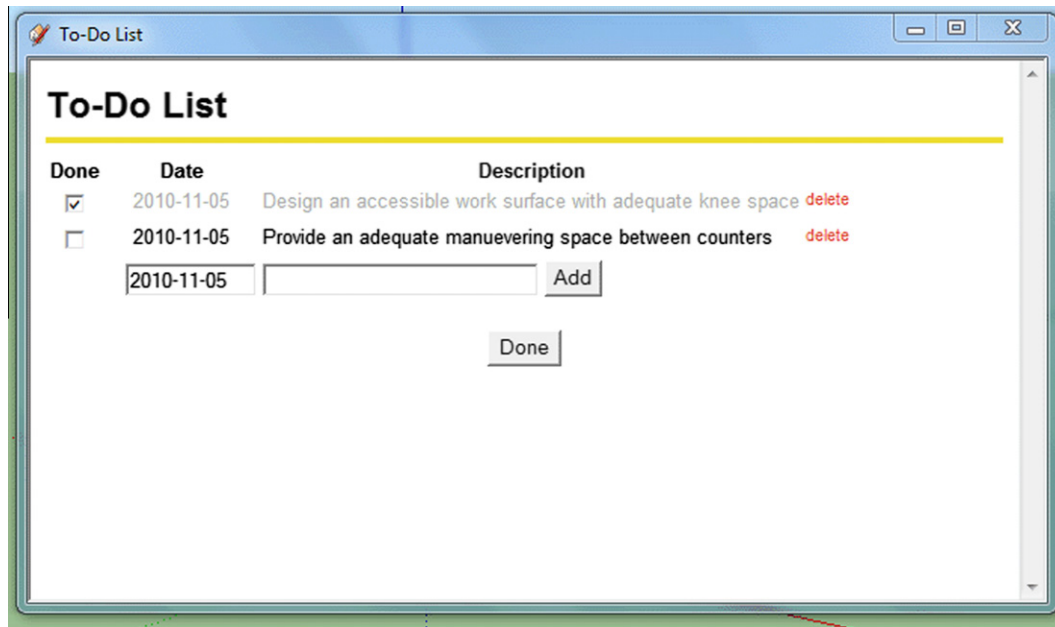 To-Do List
To-Do List
Done Date Description
2010-11-05 Design an accessible work surface with adequate knee space delete
2010-11-05 Provide an adequate manuevering space between counters delete
2010-11-05 Add
Done